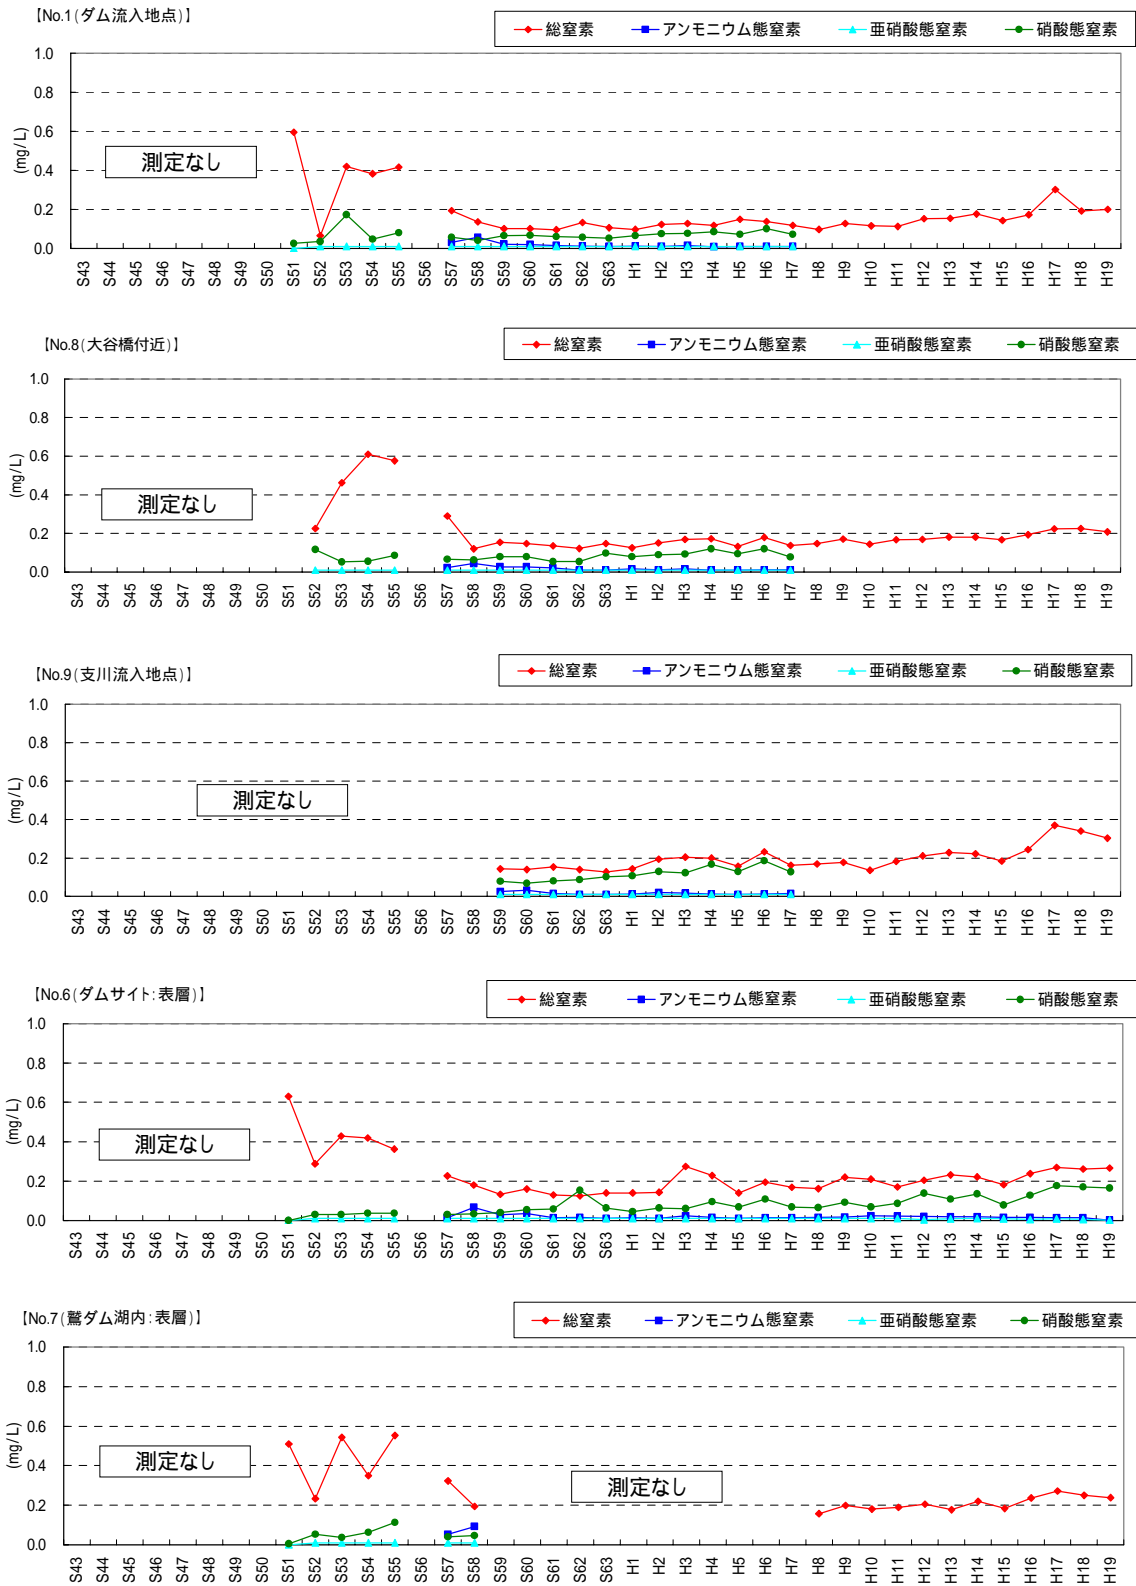 【No.1(ダム流入地点)】
総窒素 アンモニウム態窒素 亜硝酸態窒素 硝酸態窒素
(mg/L)
1.0
0.8
0.6
0.4
0.2
0.0
測定なし
S43 S44 S45 S46 S47 S48 S49 S50 S51 S52 S53 S54 S55 S56 S57 S58 S59 S60 S61 S62 S63 H1 H2 H3 H4 H5 H6 H7 H8 H9 H10 H11 H12 H13 H14 H15 H16 H17 H18 H19
【No.8(大谷橋付近)】
総窒素 アンモニウム態窒素 亜硝酸態窒素 硝酸態窒素
(mg/L)
1.0
0.8
0.6
0.4
0.2
0.0
測定なし
S43 S44 S45 S46 S47 S48 S49 S50 S51 S52 S53 S54 S55 S56 S57 S58 S59 S60 S61 S62 S63 H1 H2 H3 H4 H5 H6 H7 H8 H9 H10 H11 H12 H13 H14 H15 H16 H17 H18 H19
【No.9(支川流入地点)】
総窒素 アンモニウム態窒素 亜硝酸態窒素 硝酸態窒素
(mg/L)
1.0
0.8
0.6
0.4
0.2
0.0
測定なし
S43 S44 S45 S46 S47 S48 S49 S50 S51 S52 S53 S54 S55 S56 S57 S58 S59 S60 S61 S62 S63 H1 H2 H3 H4 H5 H6 H7 H8 H9 H10 H11 H12 H13 H14 H15 H16 H17 H18 H19
【No.6(ダムサイト:表層)】
総窒素 アンモニウム態窒素 亜硝酸態窒素 硝酸態窒素
(mg/L)
1.0
0.8
0.6
0.4
0.2
0.0
測定なし
S43 S44 S45 S46 S47 S48 S49 S50 S51 S52 S53 S54 S55 S56 S57 S58 S59 S60 S61 S62 S63 H1 H2 H3 H4 H5 H6 H7 H8 H9 H10 H11 H12 H13 H14 H15 H16 H17 H18 H19
【No.7(鷲ダム湖内:表層)】
総窒素 アンモニウム態窒素 亜硝酸態窒素 硝酸態窒素
(mg/L)
1.0
0.8
0.6
0.4
0.2
0.0
測定なし
測定なし
S43 S44 S45 S46 S47 S48 S49 S50 S51 S52 S53 S54 S55 S56 S57 S58 S59 S60 S61 S62 S63 H1 H2 H3 H4 H5 H6 H7 H8 H9 H10 H11 H12 H13 H14 H15 H16 H17 H18 H19